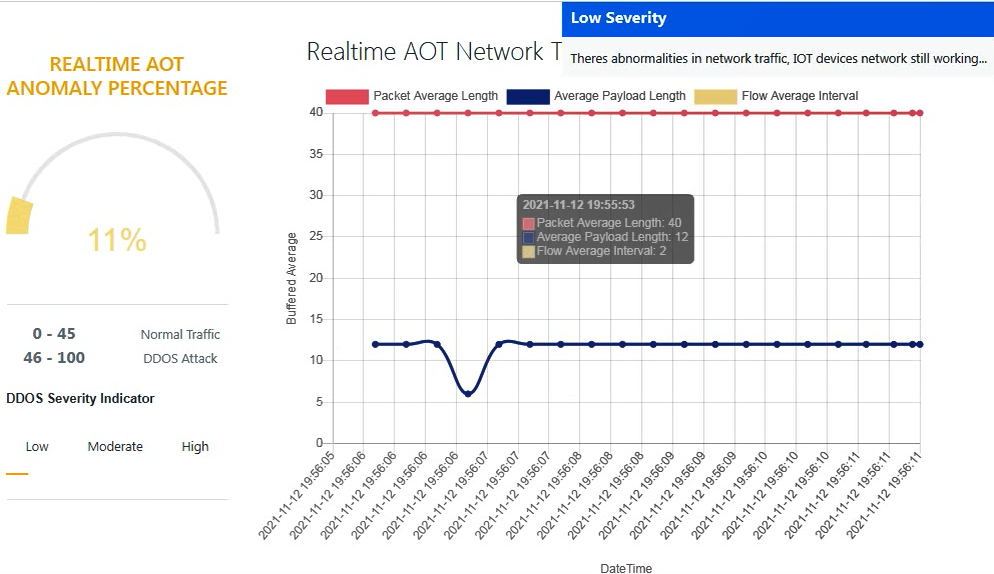 REALTIME AOT
ANOMALY PERCENTAGE
11%
0 - 45 Normal Traffic
46 - 100 DDOS Attack
DDOS Severity Indicator
Low Moderate High
Realtime AOT Network T
Low Severity
Theres abnormalities in network traffic, IOT devices network still working...
Packet Average Length Average Payload Length Flow Average Interval
40
35
30
25
20
15
10
5
0
Buffered Average
2021-11-12 19:55:53
Packet Average Length: 40
Average Payload Length: 12
Flow Average Interval: 2
2021-11-12 19:56:05
2021-11-12 19:56:06
2021-11-12 19:56:06
2021-11-12 19:56:06
2021-11-12 19:56:06
2021-11-12 19:56:07
2021-11-12 19:56:07
2021-11-12 19:56:07
2021-11-12 19:56:08
2021-11-12 19:56:08
2021-11-12 19:56:08
2021-11-12 19:56:09
2021-11-12 19:56:09
2021-11-12 19:56:09
2021-11-12 19:56:10
2021-11-12 19:56:10
2021-11-12 19:56:10
2021-11-12 19:56:11
2021-11-12 19:56:11
2021-11-12 19:56:11
DateTime